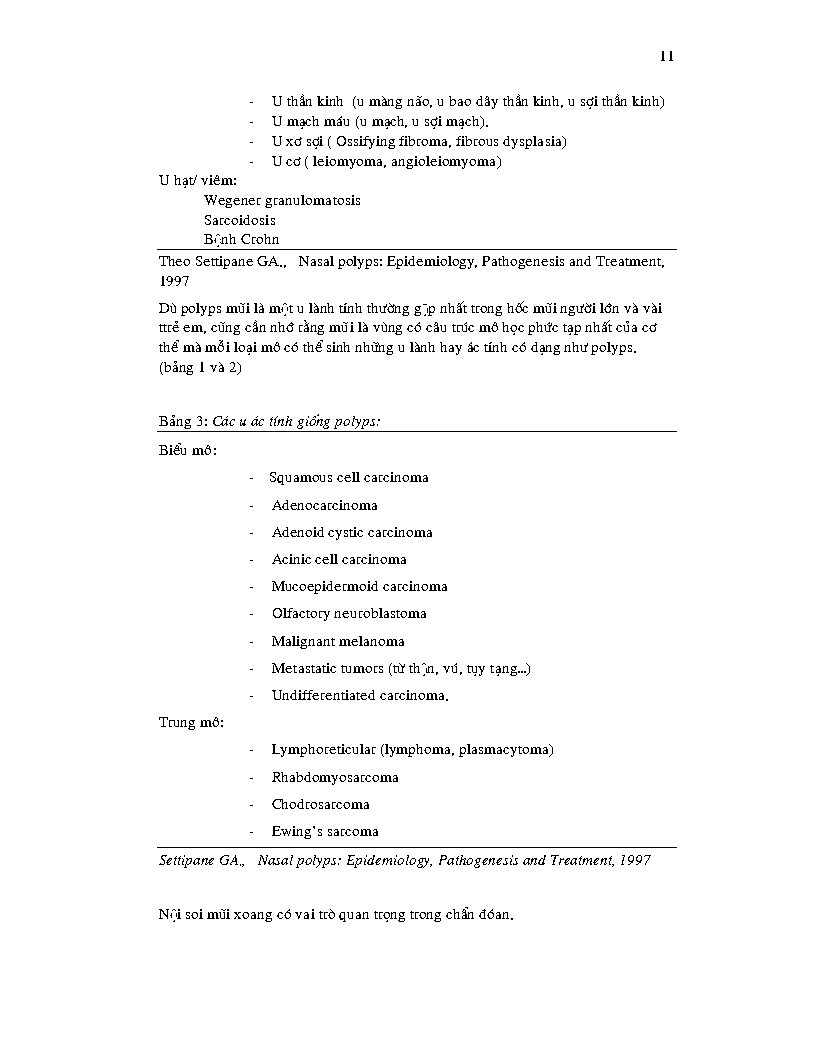 11
- U thần kinh (u màng não, u bao dây thần kinh, u sợi thần kinh)
- U mạch máu (u mạch, u sợi mạch).
- U xơ sợi ( Ossifying fibroma, fibrous dysplasia)
- U cơ ( leiomyoma, angioleiomyoma)
U hạt/ viêm:
Wegener granulomatosis
Sarcoidosis
Bệnh Crohn
Theo Settipane GA., Nasal polyps: Epidemiology, Pathogenesis and Treatment,
1997
Dù polyps mũi là một u lành tính thường gặp nhất trong hốc mũi người lớn và vài
ttrẻ em, cũng cần nhớ rằng mũi là vùng có câu trúc mô học phức tạp nhất của cơ
thể mà mỗi loại mô có thể sinh những u lành hay ác tính có dạng như polyps.
(bảng 1 và 2)
Bảng 3: Các u ác tính giống polyps:
Biểu mô:
- Squamous cell carcinoma
- Adenocarcinoma
- Adenoid cystic carcinoma
- Acinic cell carcinoma
- Mucoepidermoid carcinoma
- Olfactory neuroblastoma
- Malignant melanoma
- Metastatic tumors (từ thận, vú, tụy tạng...)
- Undifferentiated carcinoma.
Trung mô:
- Lymphoreticular (lymphoma, plasmacytoma)
- Rhabdomyosarcoma
- Chodrosarcoma
- Ewing's sarcoma
Settipane GA., Nasal polyps: Epidemiology, Pathogenesis and Treatment, 1997
Nội soi mũi xoang có vai trò quan trọng trong chẩn đóan.